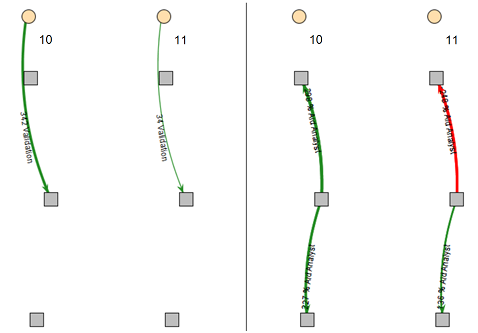 10
11
10
11
342 Validation
34 Validation
% Aid Analyst
% Aid Analyst
% Aid Analyst
% Aid Analyst